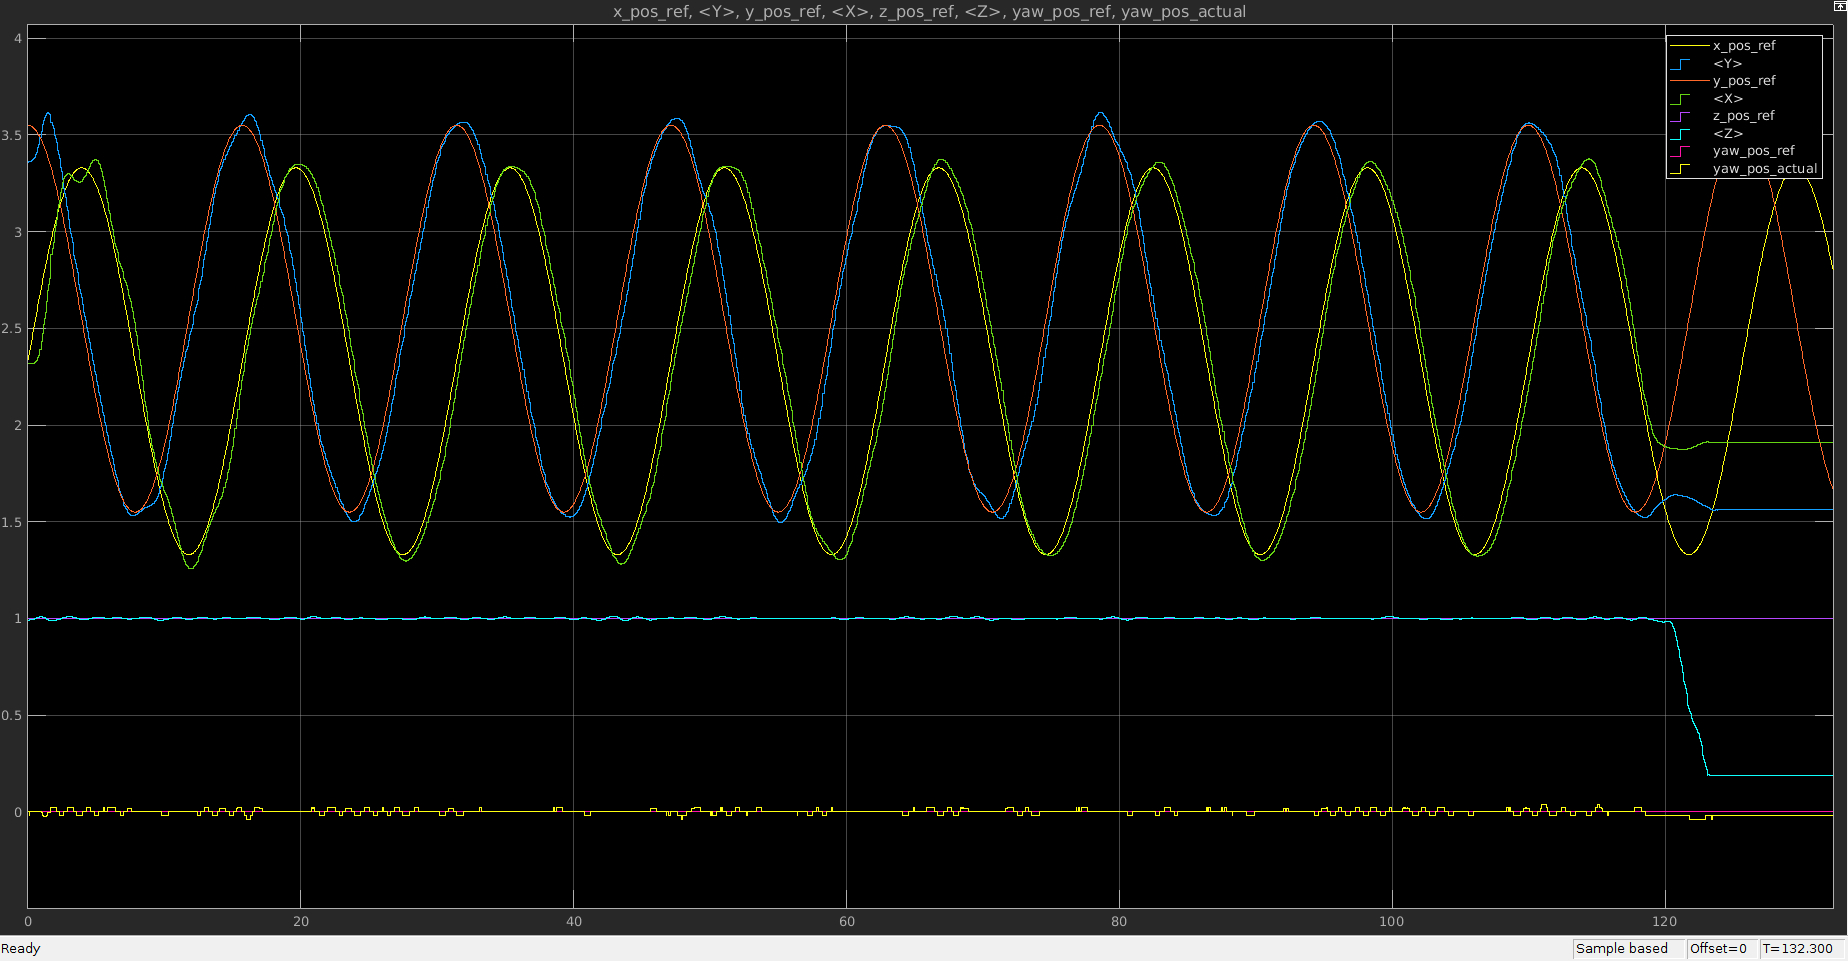 x_pos_ref, <Y>, y_pos_ref, <X>, z_pos_ref, <Z>, yaw_pos_ref, yaw_pos_actual
4
3.5
3
2.5
2
1.5
1
0.5
0
x_pos_ref
<Y>
y_pos_ref
<X>
z_pos_ref
<Z>
yaw_pos_ref
yaw_pos_actual
0 20 40 60 80 100 120
Ready Sample based Offset=0 T=132.300